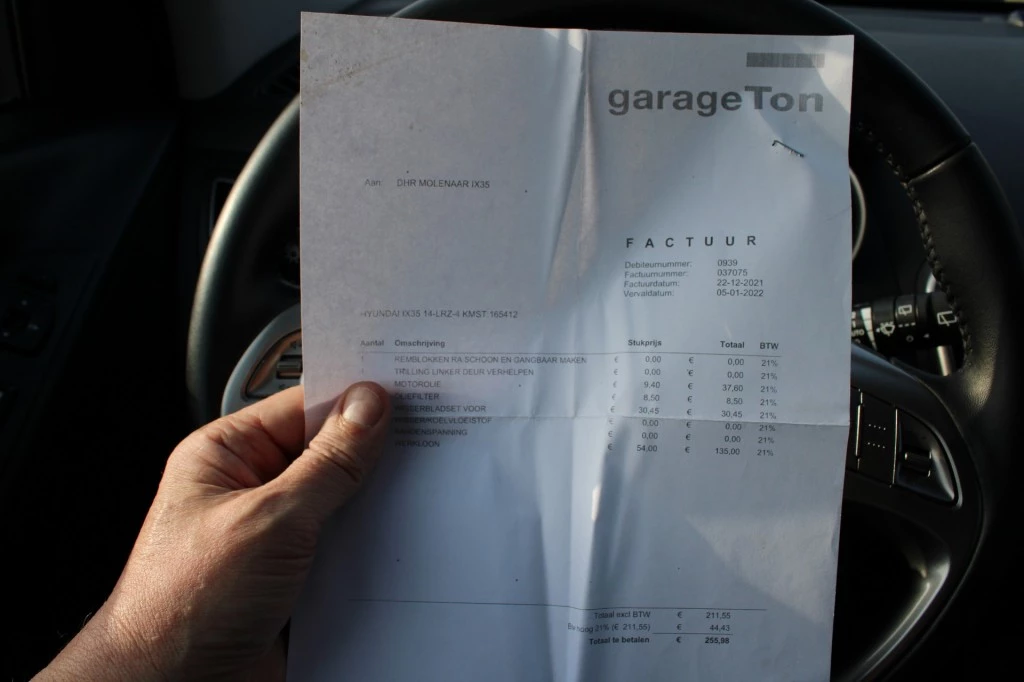 garageTon
Aan: DHR MOLENAAR IX35
FACTUUR
Debiteurnummer: 0939
Factuurnummer: 037075
Factuurdatum: 22-12-2021
Vervaldatum: 05-01-2022
HYUNDAI IX35 14-LRZ-4 KMST 165412
Aantal Omschrijving Stukprijs Totaal BTW
REMBLOKKEN RA SCHOON EN GANGBAAR MAKEN € 0,00 € 0,00 21%
TRILLING LINKER DEUR VERHELPEN € 0,00 € 0,00 21%
MOTOROLIE € 9,40 € 37,60 21%
OLIEFILTER € 8,50 € 8,50 21%
WISSERBLADSET VOOR € 30,45 € 30,45 21%
€ 0,00 € 0,00 21%
BANDENSPANNING € 0,00 € 0,00 21%
WERKLOON € 54,00 € 135,00 21%
Totaal excl BTW € 211,55
21% (€ 211,55) € 44,43
Totaal te betalen € 255,98